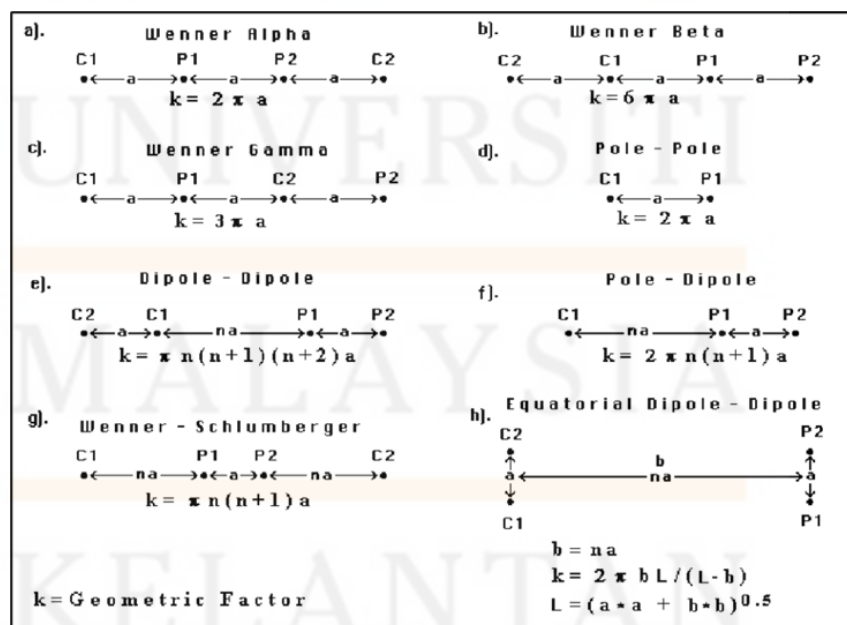 a). Wenner Alpha
C1 P1 P2 C2
a a a
k = 2 π a
b). Wenner Beta
C2 C1 P1 P2
a a a
k = 6 π a
c). Wenner Gamma
C1 P1 C2 P2
a a a
k = 3 π a
d). Pole - Pole
C1 P1
a
k = 2 π a
e). Dipole - Dipole
C2 C1 P1 P2
a na a
k = π n(n+1)(n+2)a
f). Pole - Dipole
C1 P1 P2
na a
k = 2 π n(n+1)a
g). Wenner - Schlumberger
C1 P1 P2 C2
na a na
k = π n(n+1)a
h). Equatorial Dipole - Dipole
C2 P2
b
a na a
C1 P1
b = na
k = 2 π b L/(L-b)
L = (a*a + b*b)^0.5
k = Geometric Factor
UNIVERSITI
MALAYSIA
KELANTAN